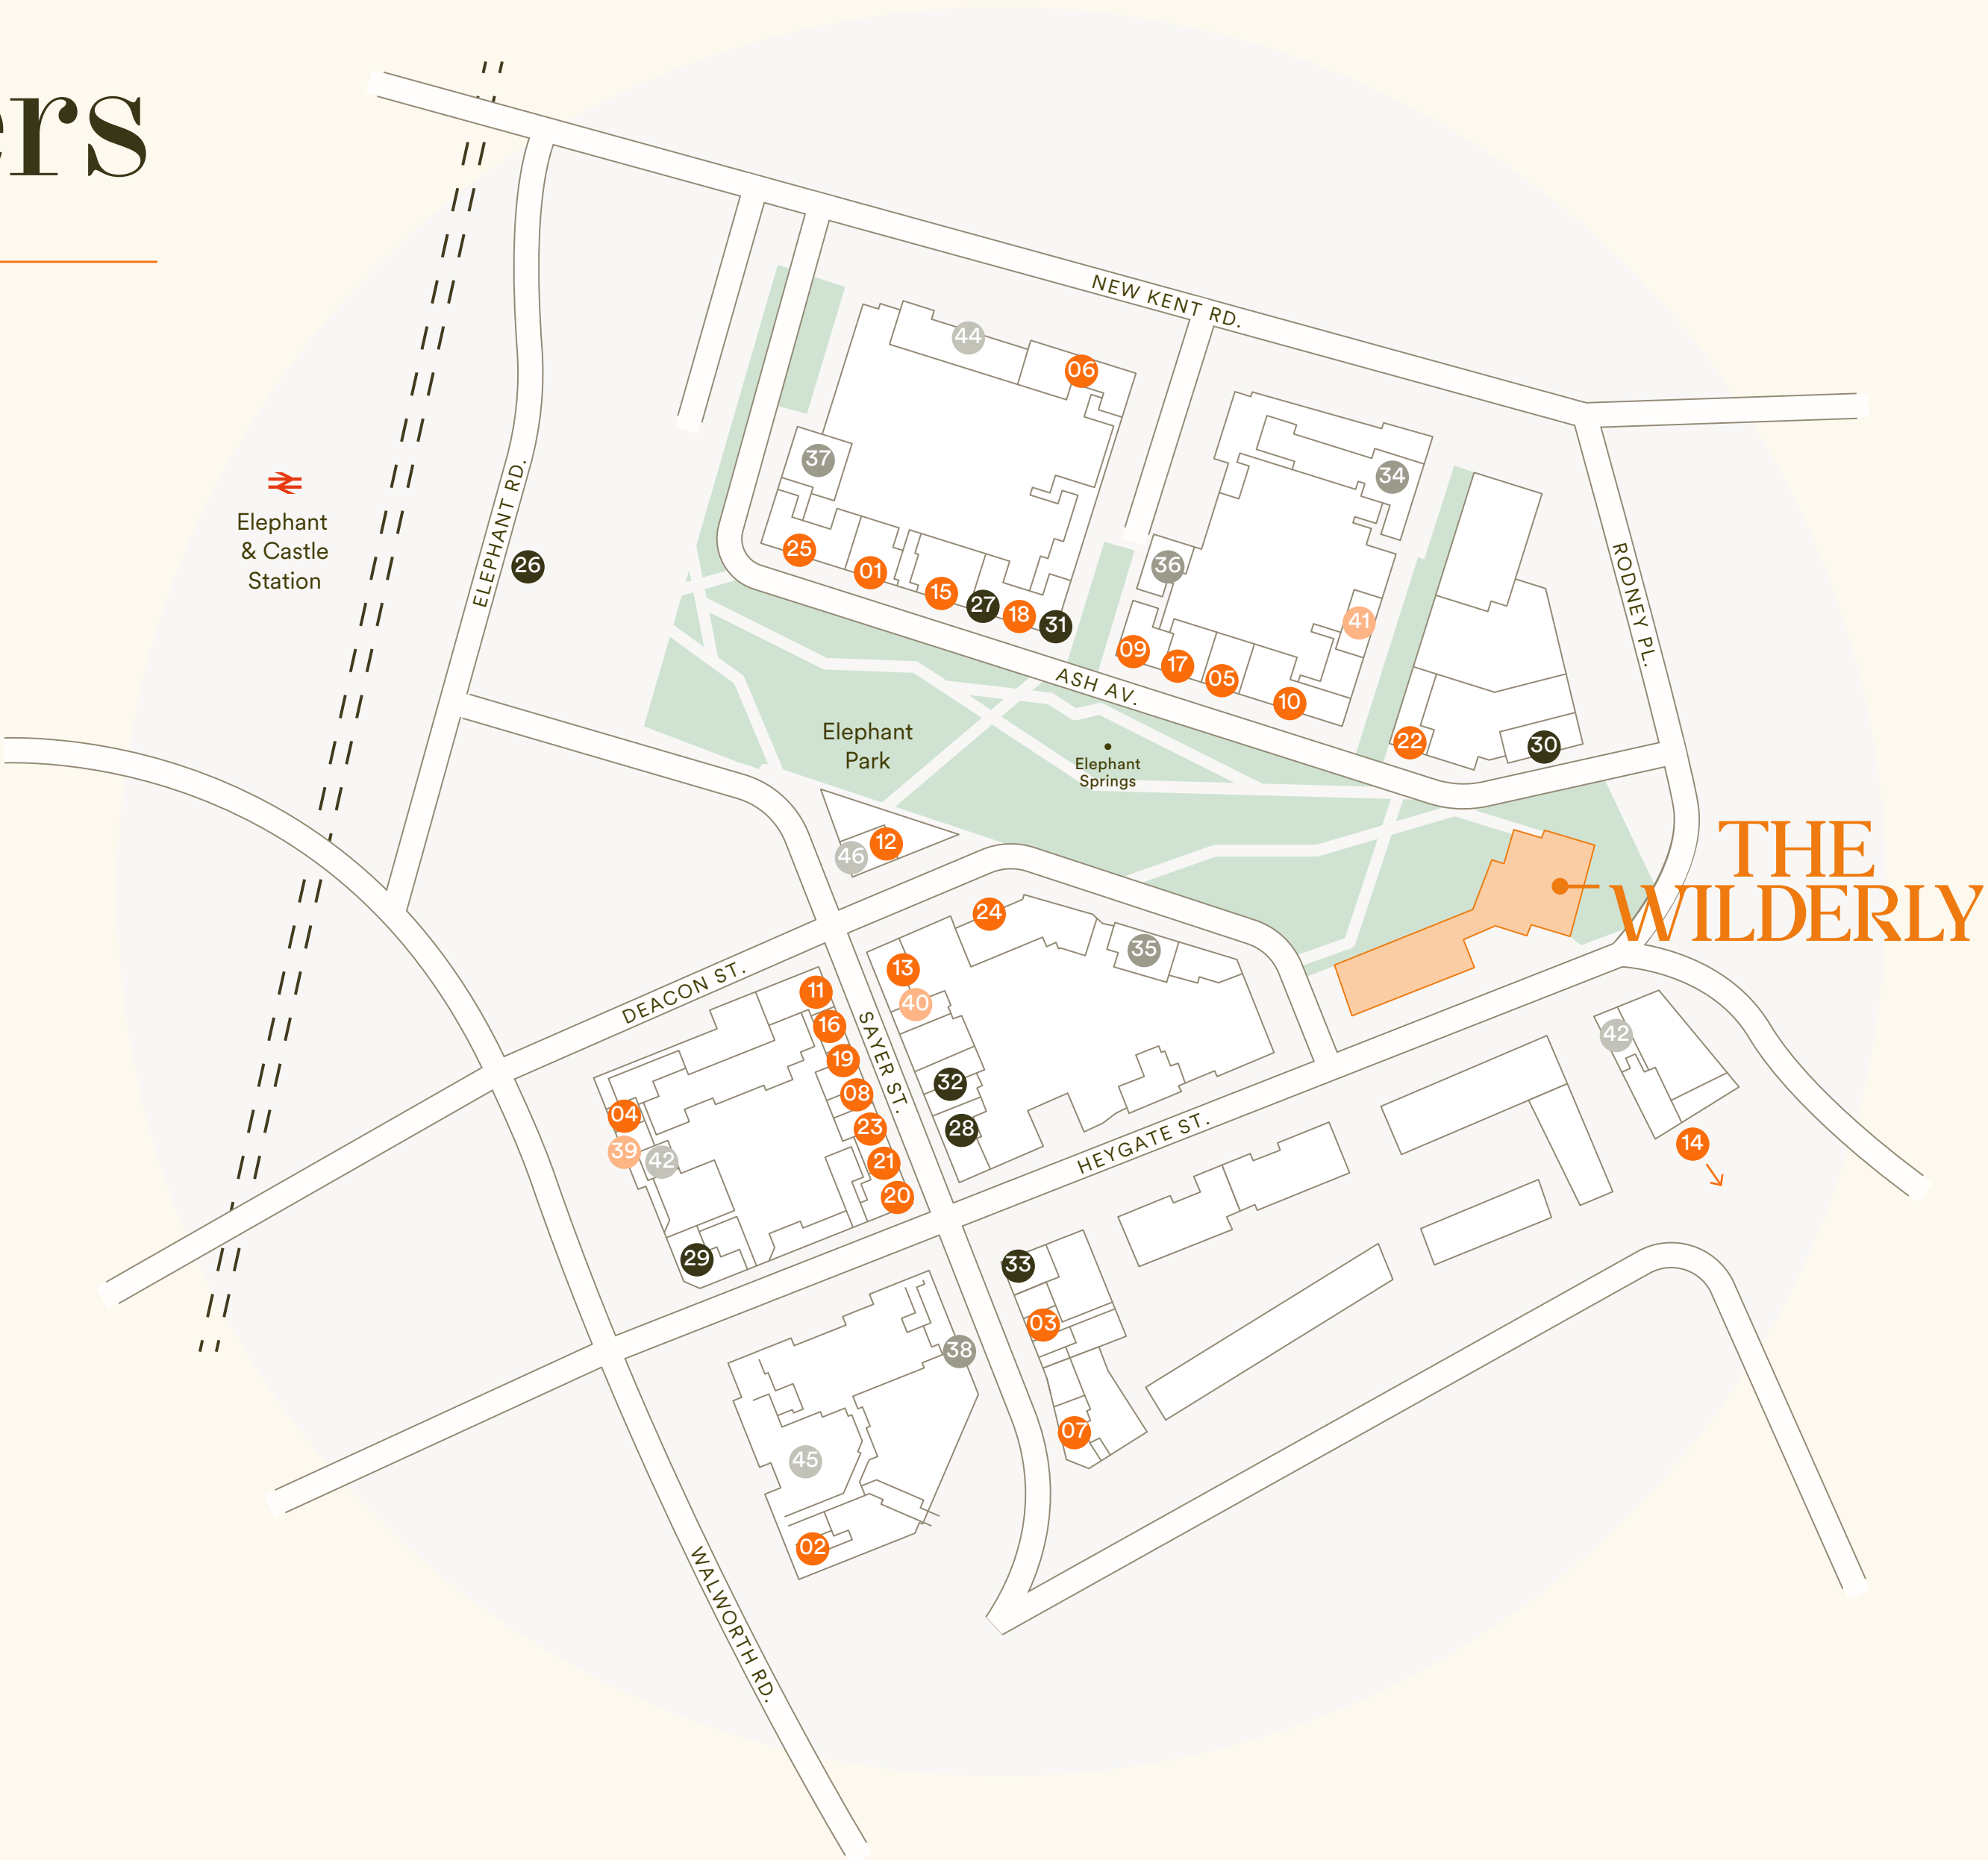 ers
NEW KENT RD.
44
06
37
34
Elephant
& Castle
Station
ELEPHANT RD.
26
25
01
15
27
18
31
36
41
09
17
05
10
22
30
RODNEY PL.
ASH AV.
Elephant
Park
Elephant
Springs
12
46
THE
WILDERLY
24
35
13
40
DEACON ST.
11
16
19
08
23
21
20
SAYER ST.
32
28
04
39
42
29
HEYGATE ST.
42
14
33
03
07
38
45
02
WALWORTH RD.